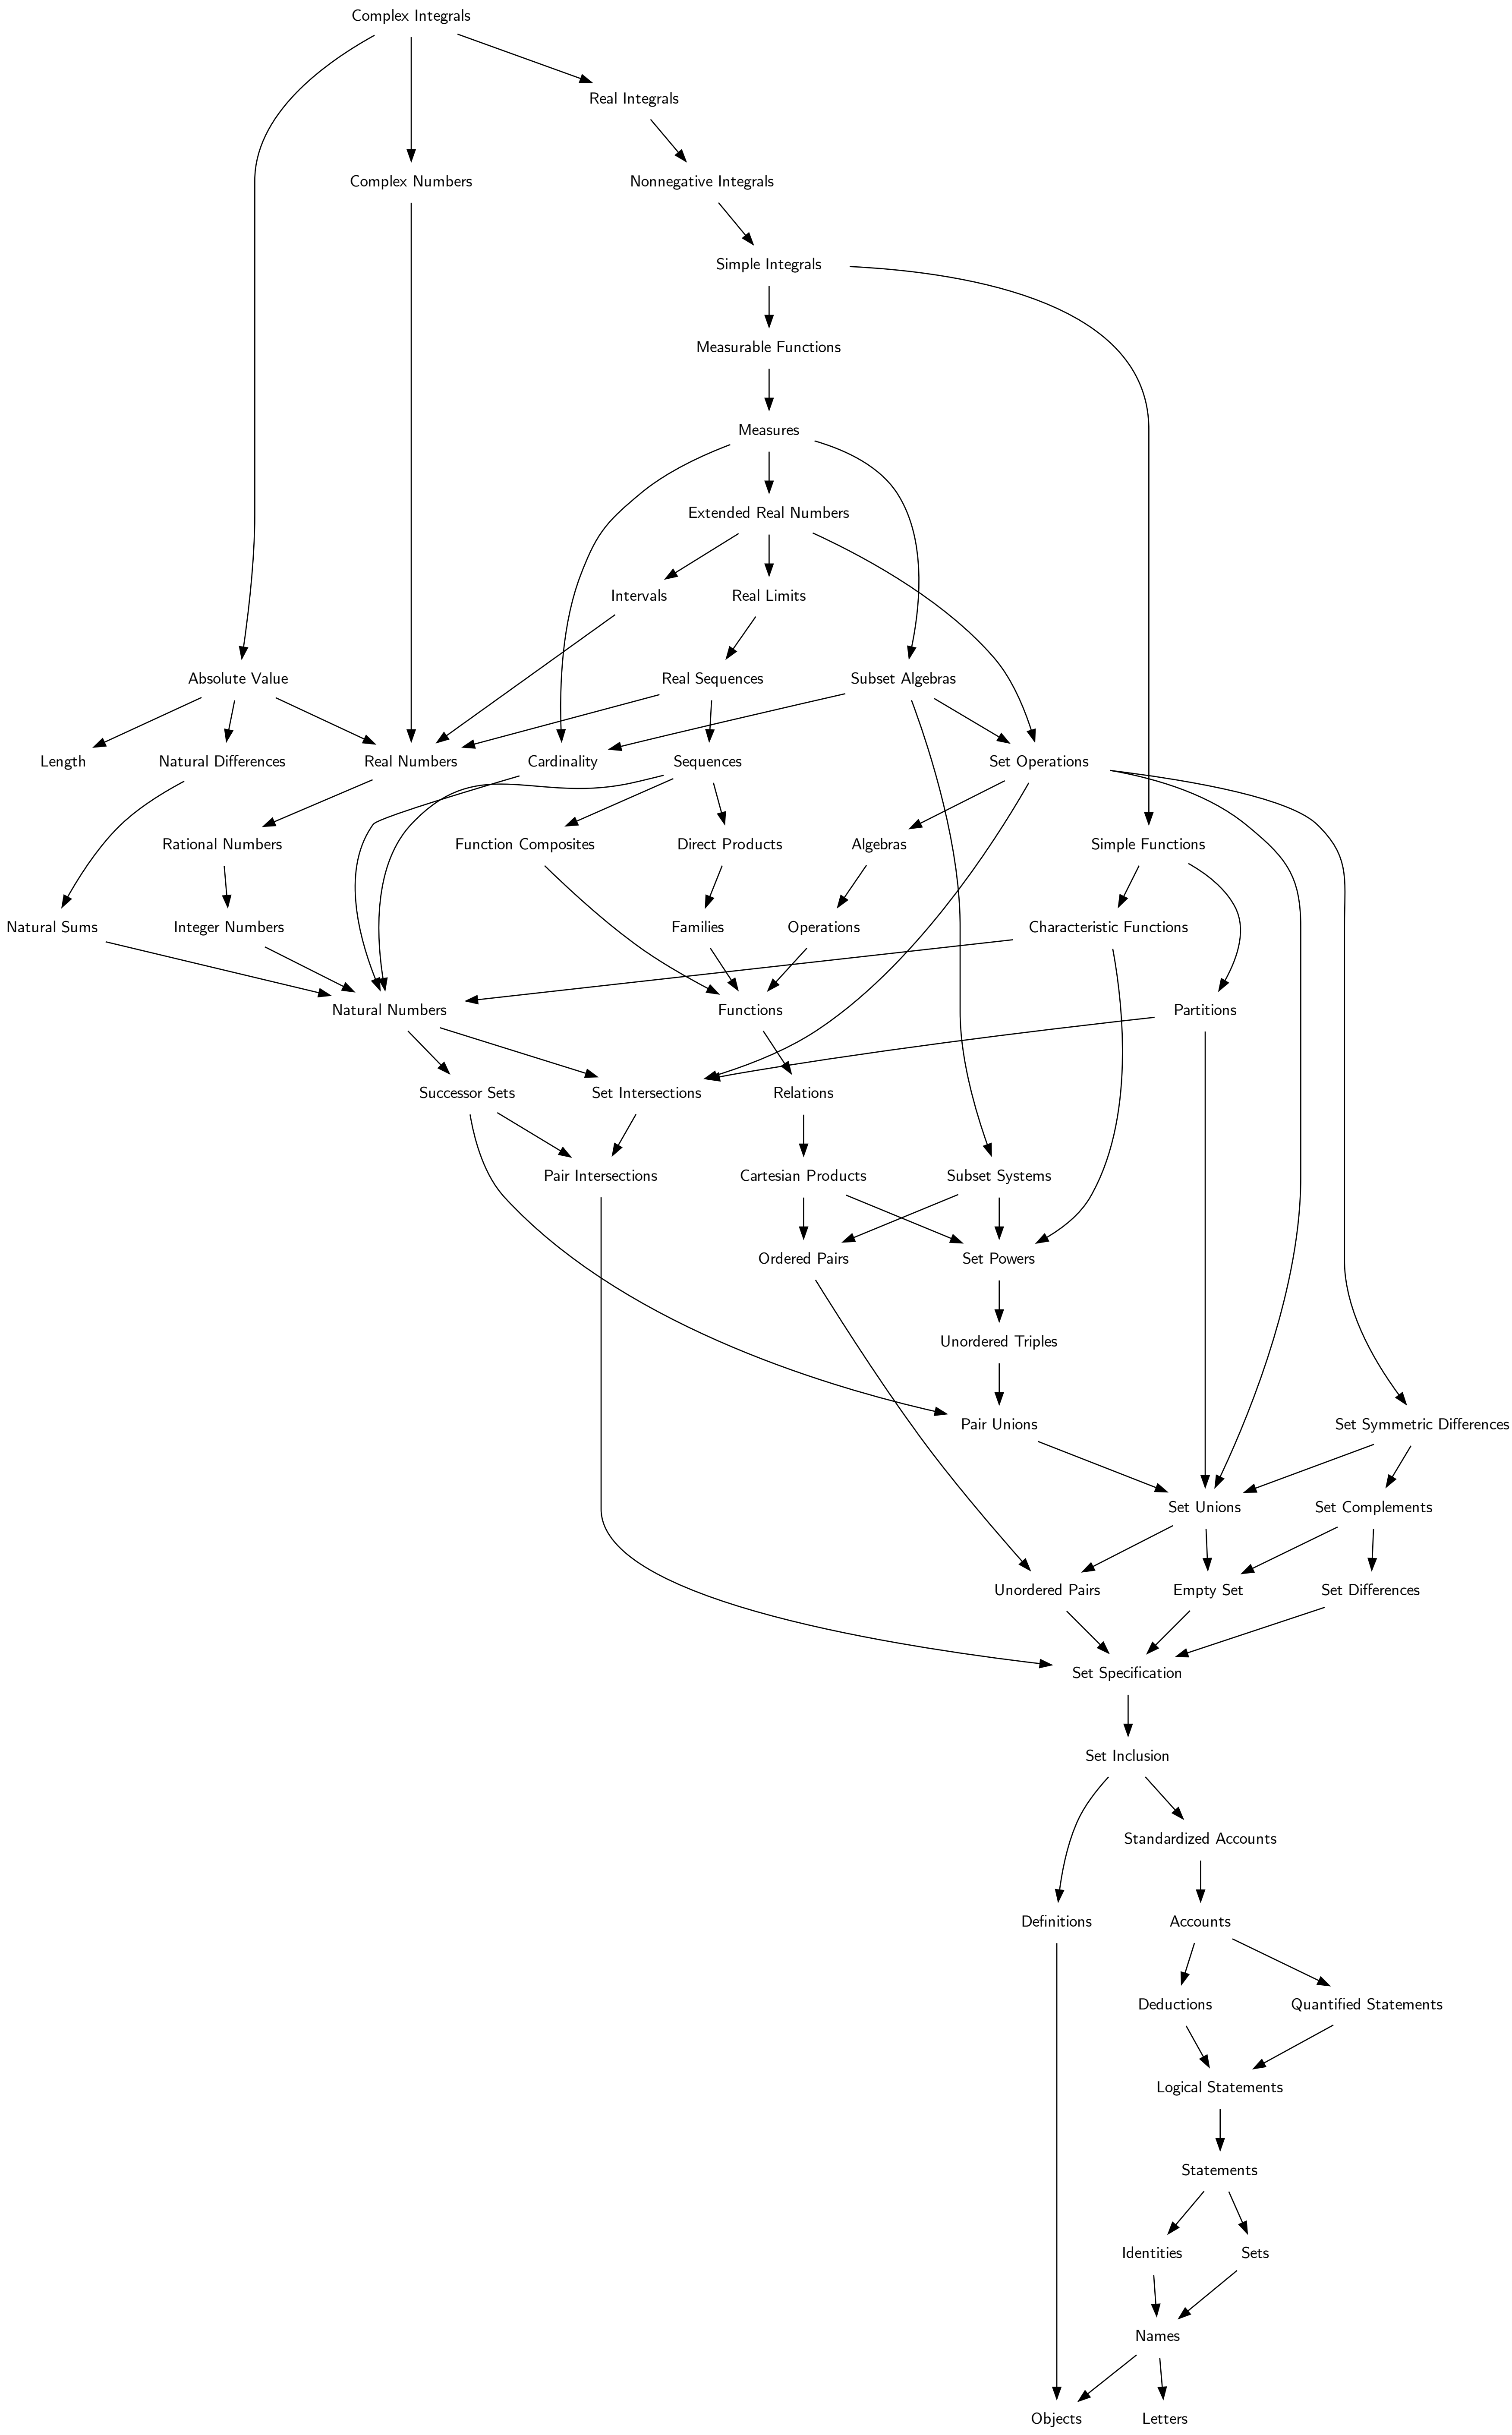 Complex Integrals
Real Integrals
Complex Numbers
Nonnegative Integrals
Simple Integrals
Measurable Functions
Measures
Extended Real Numbers
Intervals
Real Limits
Absolute Value
Real Sequences
Subset Algebras
Length
Natural Differences
Real Numbers
Cardinality
Sequences
Set Operations
Rational Numbers
Function Composites
Direct Products
Algebras
Simple Functions
Natural Sums
Integer Numbers
Families
Operations
Characteristic Functions
Natural Numbers
Functions
Partitions
Successor Sets
Set Intersections
Relations
Pair Intersections
Cartesian Products
Subset Systems
Ordered Pairs
Set Powers
Unordered Triples
Pair Unions
Set Symmetric Differences
Set Unions
Set Complements
Unordered Pairs
Empty Set
Set Differences
Set Specification
Set Inclusion
Standardized Accounts
Definitions
Accounts
Deductions
Quantified Statements
Logical Statements
Statements
Identities
Sets
Names
Objects
Letters